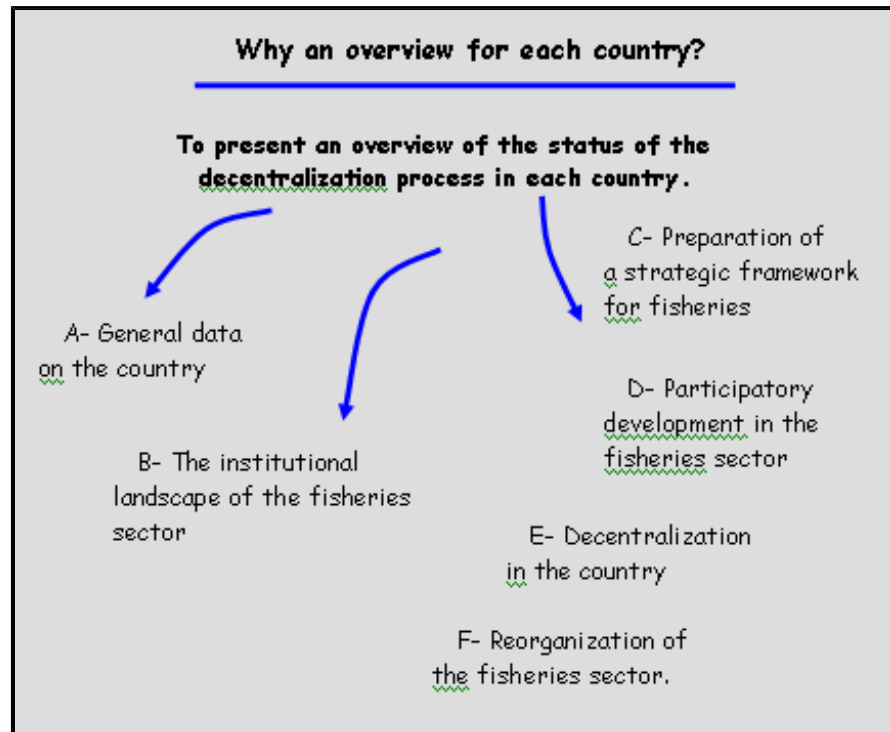 Why an overview for each country?
To present an overview of the status of the
decentralization process in each country.
A- General data
on the country
B- The institutional
landscape of the fisheries
sector
C- Preparation of
a strategic framework
for fisheries
D- Participatory
development in the
fisheries sector
E- Decentralization
in the country
F- Reorganization of
the fisheries sector.